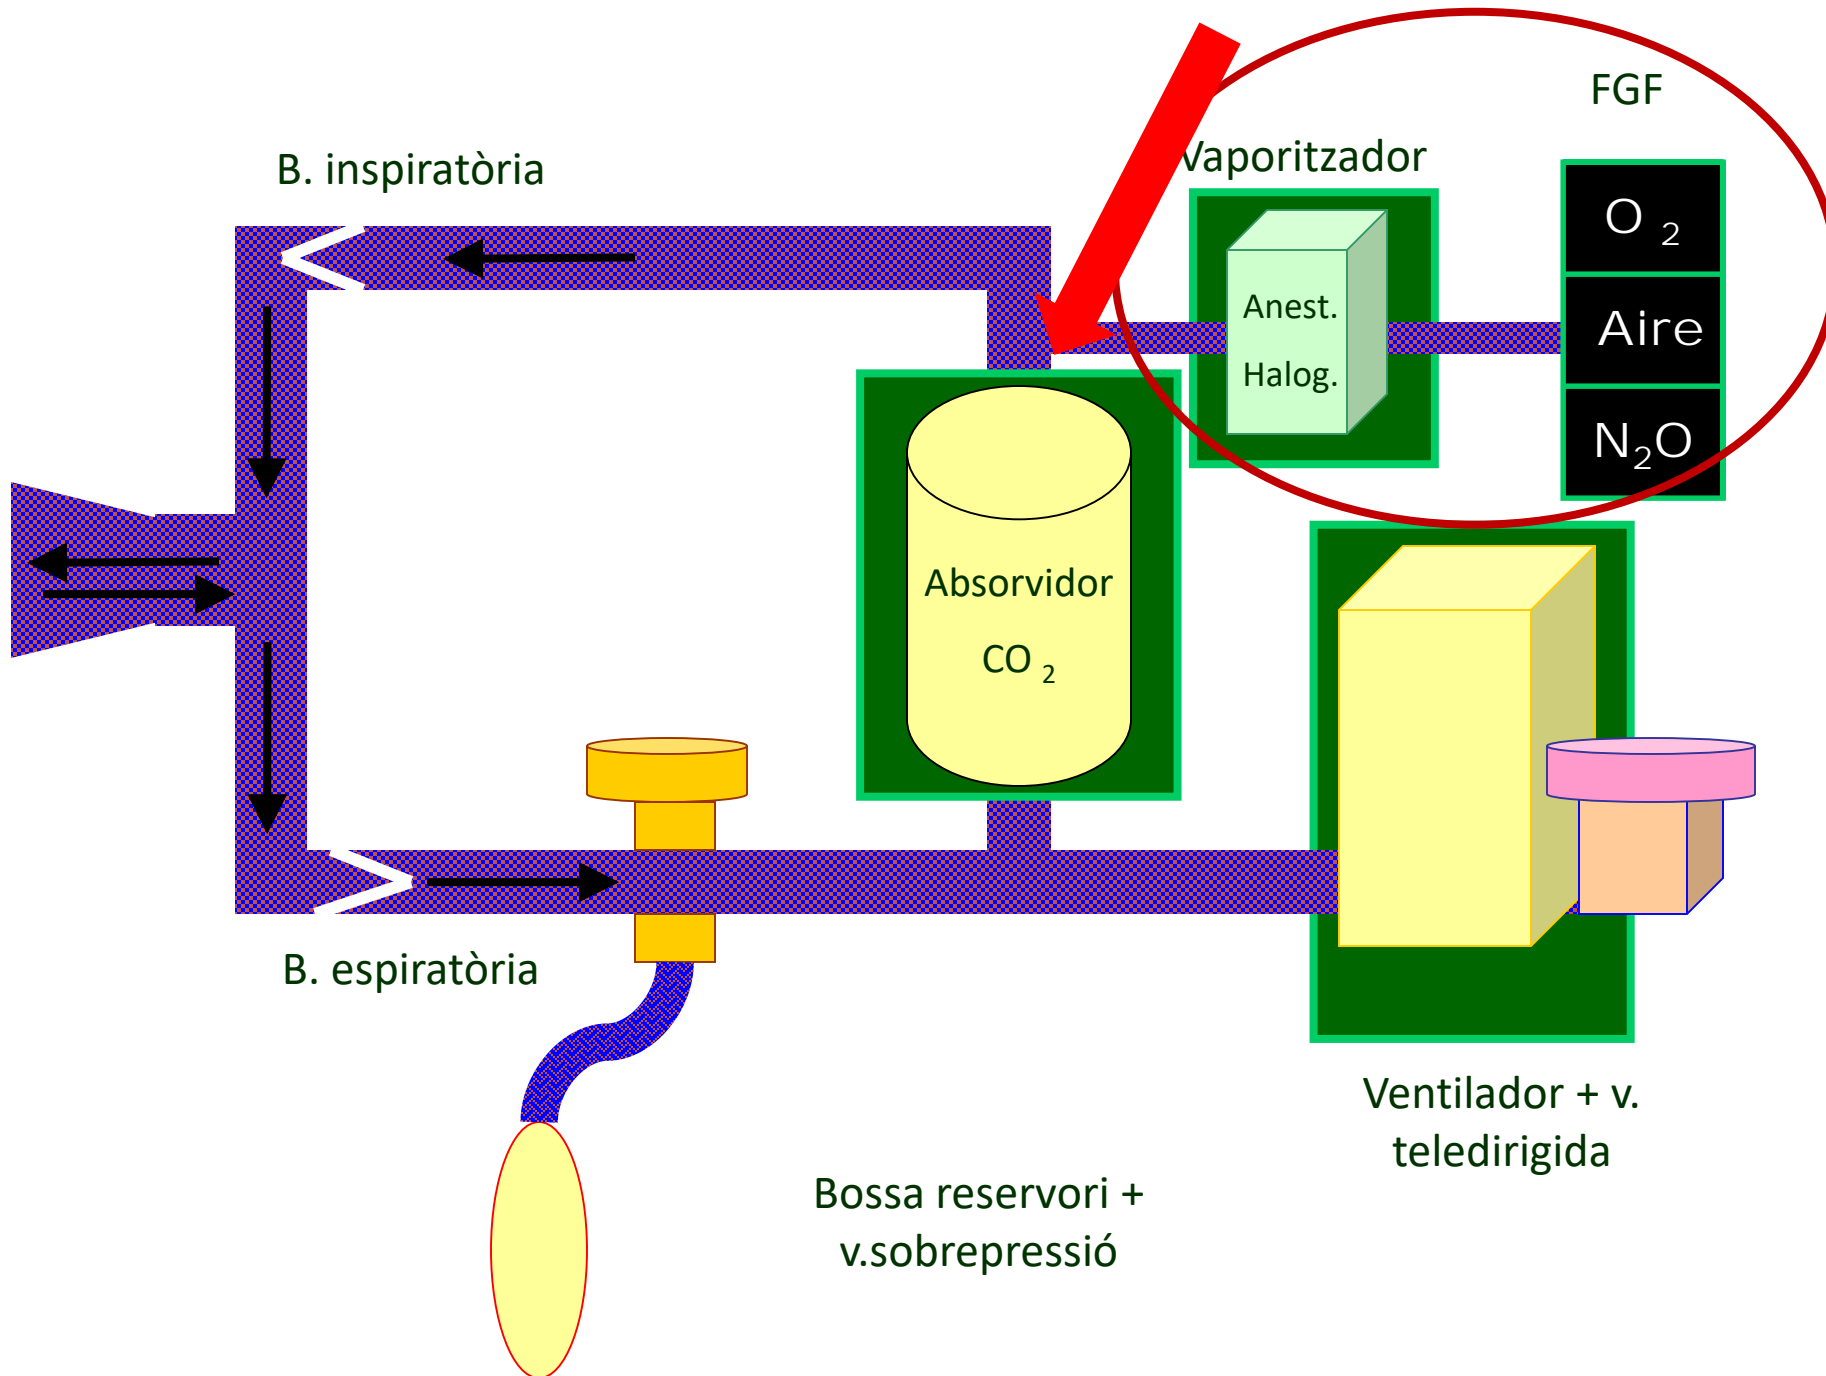 FGF
B. inspiratòria
Vaporitzador
O 2
Anest.
Aire
Halog.
N2O
Absorvidor
CO 2
B. espiratòria
Ventilador + v.
teledirigida
Bossa reservori +
v.sobrepressió